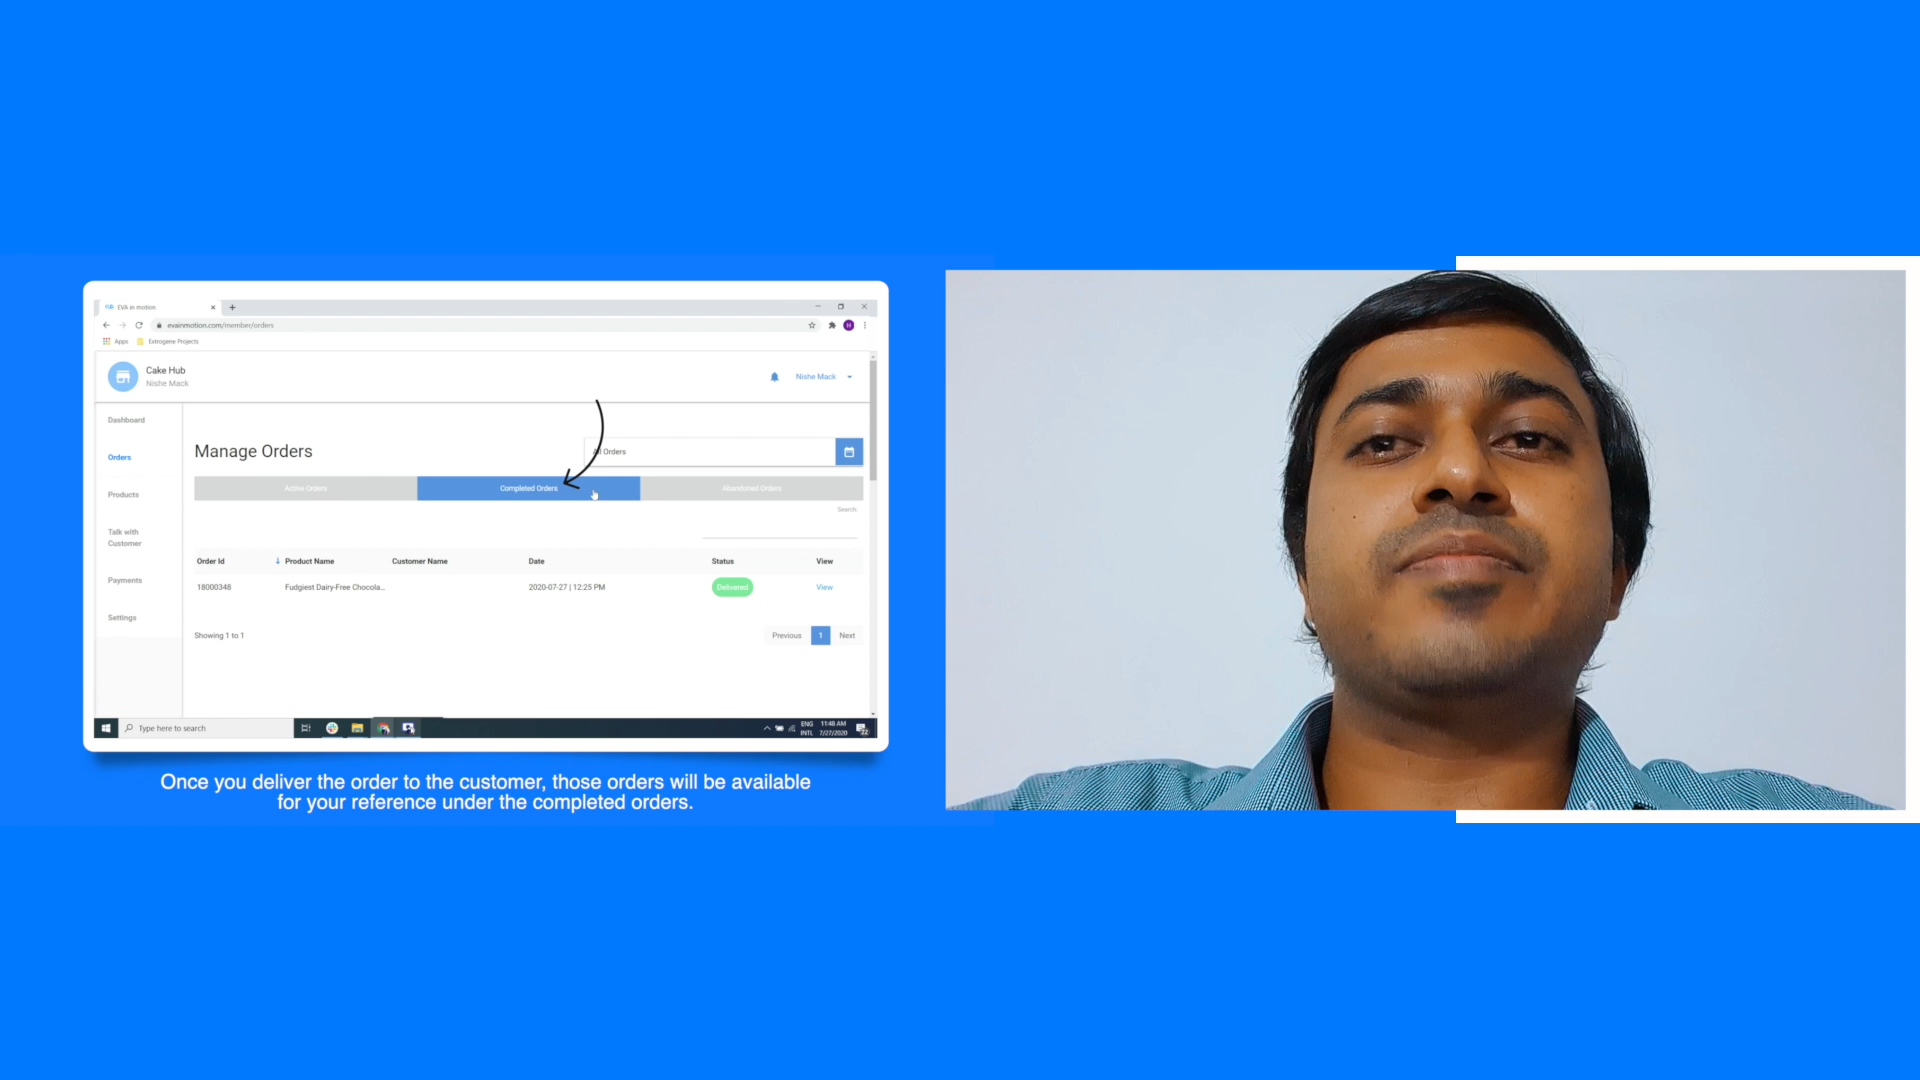 EVA in motion
evainmotion.com/member/orders
Apps
Extrogene Projects
Cake Hub
Nishe Mack
Nishe Mack
Dashboard
Orders
Products
Talk with
Customer
Payments
Settings
Manage Orders
Orders
Active Orders
Completed Orders
Abandoned Orders
Search:
Order Id Product Name Customer Name Date Status View
18000348 Fudgiest Dairy-Free Chocola... 2020-07-27 | 12:25 PM Delivered View
Showing 1 to 1
Previous 1 Next
Type here to search
ENG
INTL
11:48 AM
7/27/2020
22
H
Once you deliver the order to the customer, those orders will be available
for your reference under the completed orders.